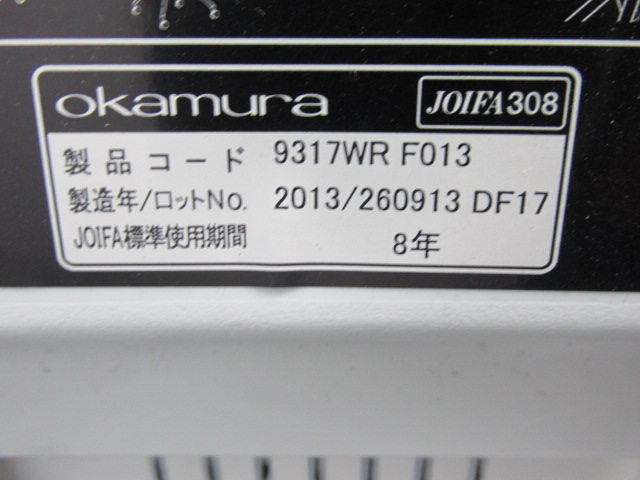 okamura JOIFA308
製品コード 9317WR F013
製造年/ロットNo. 2013/260913 DF17
JOIFA標準使用期間 8年